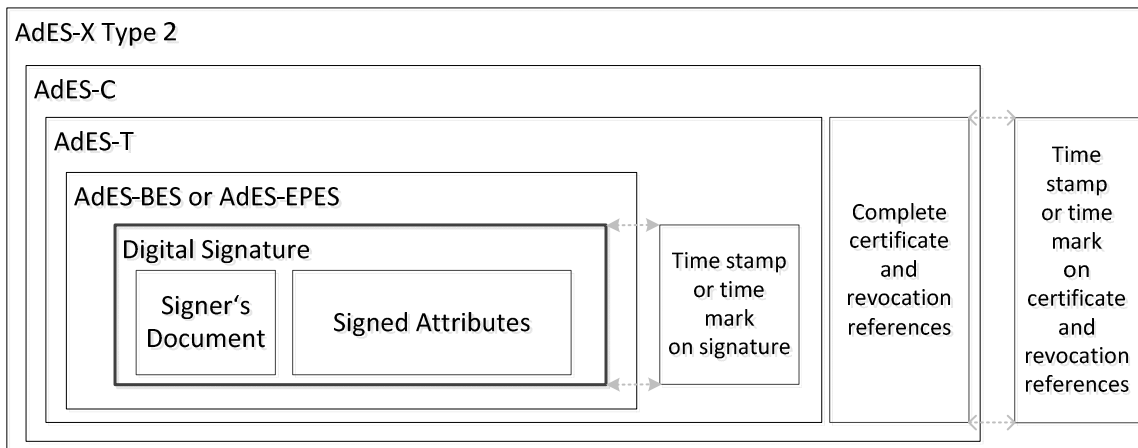 AdES-X Type 2
AdES-C
AdES-T
AdES-BES or AdES-EPES
Digital Signature
Signer‘s
Document
Signed Attributes
Time stamp
or time
mark
on signature
Complete
certificate
and
revocation
references
Time
stamp
or time
mark
on
certificate
and
revocation
references